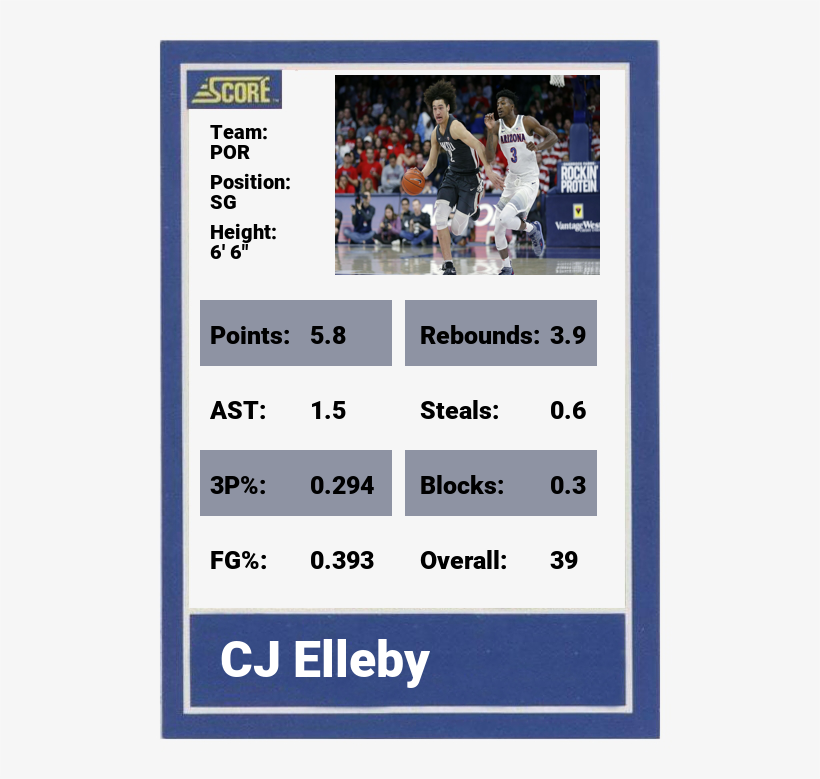 SCORE
Team:
POR
Position:
SG
Height:
6' 6"
ARIZONA
3
ROCKIN'
PROTEIN
VantageWest
Points: 5.8 Rebounds: 3.9
AST: 1.5 Steals: 0.6
3P%: 0.294 Blocks: 0.3
FG%: 0.393 Overall: 39
CJ Elleby